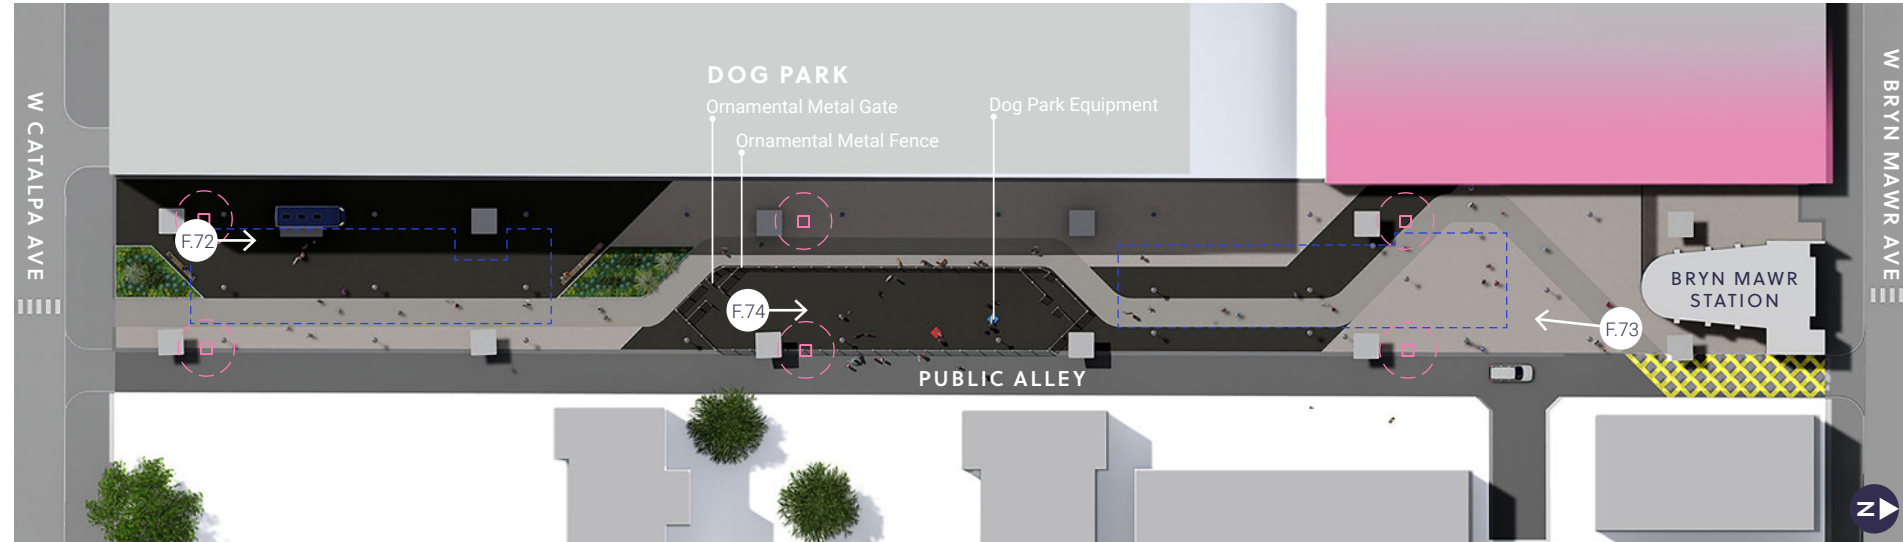 W CATALPA AVE
DOG PARK
Ornamental Metal Gate
Ornamental Metal Fence
Dog Park Equipment
F.72
F.74
F.73
PUBLIC ALLEY
BRYN MAWR
STATION
W BRYN MAWR AVE
N